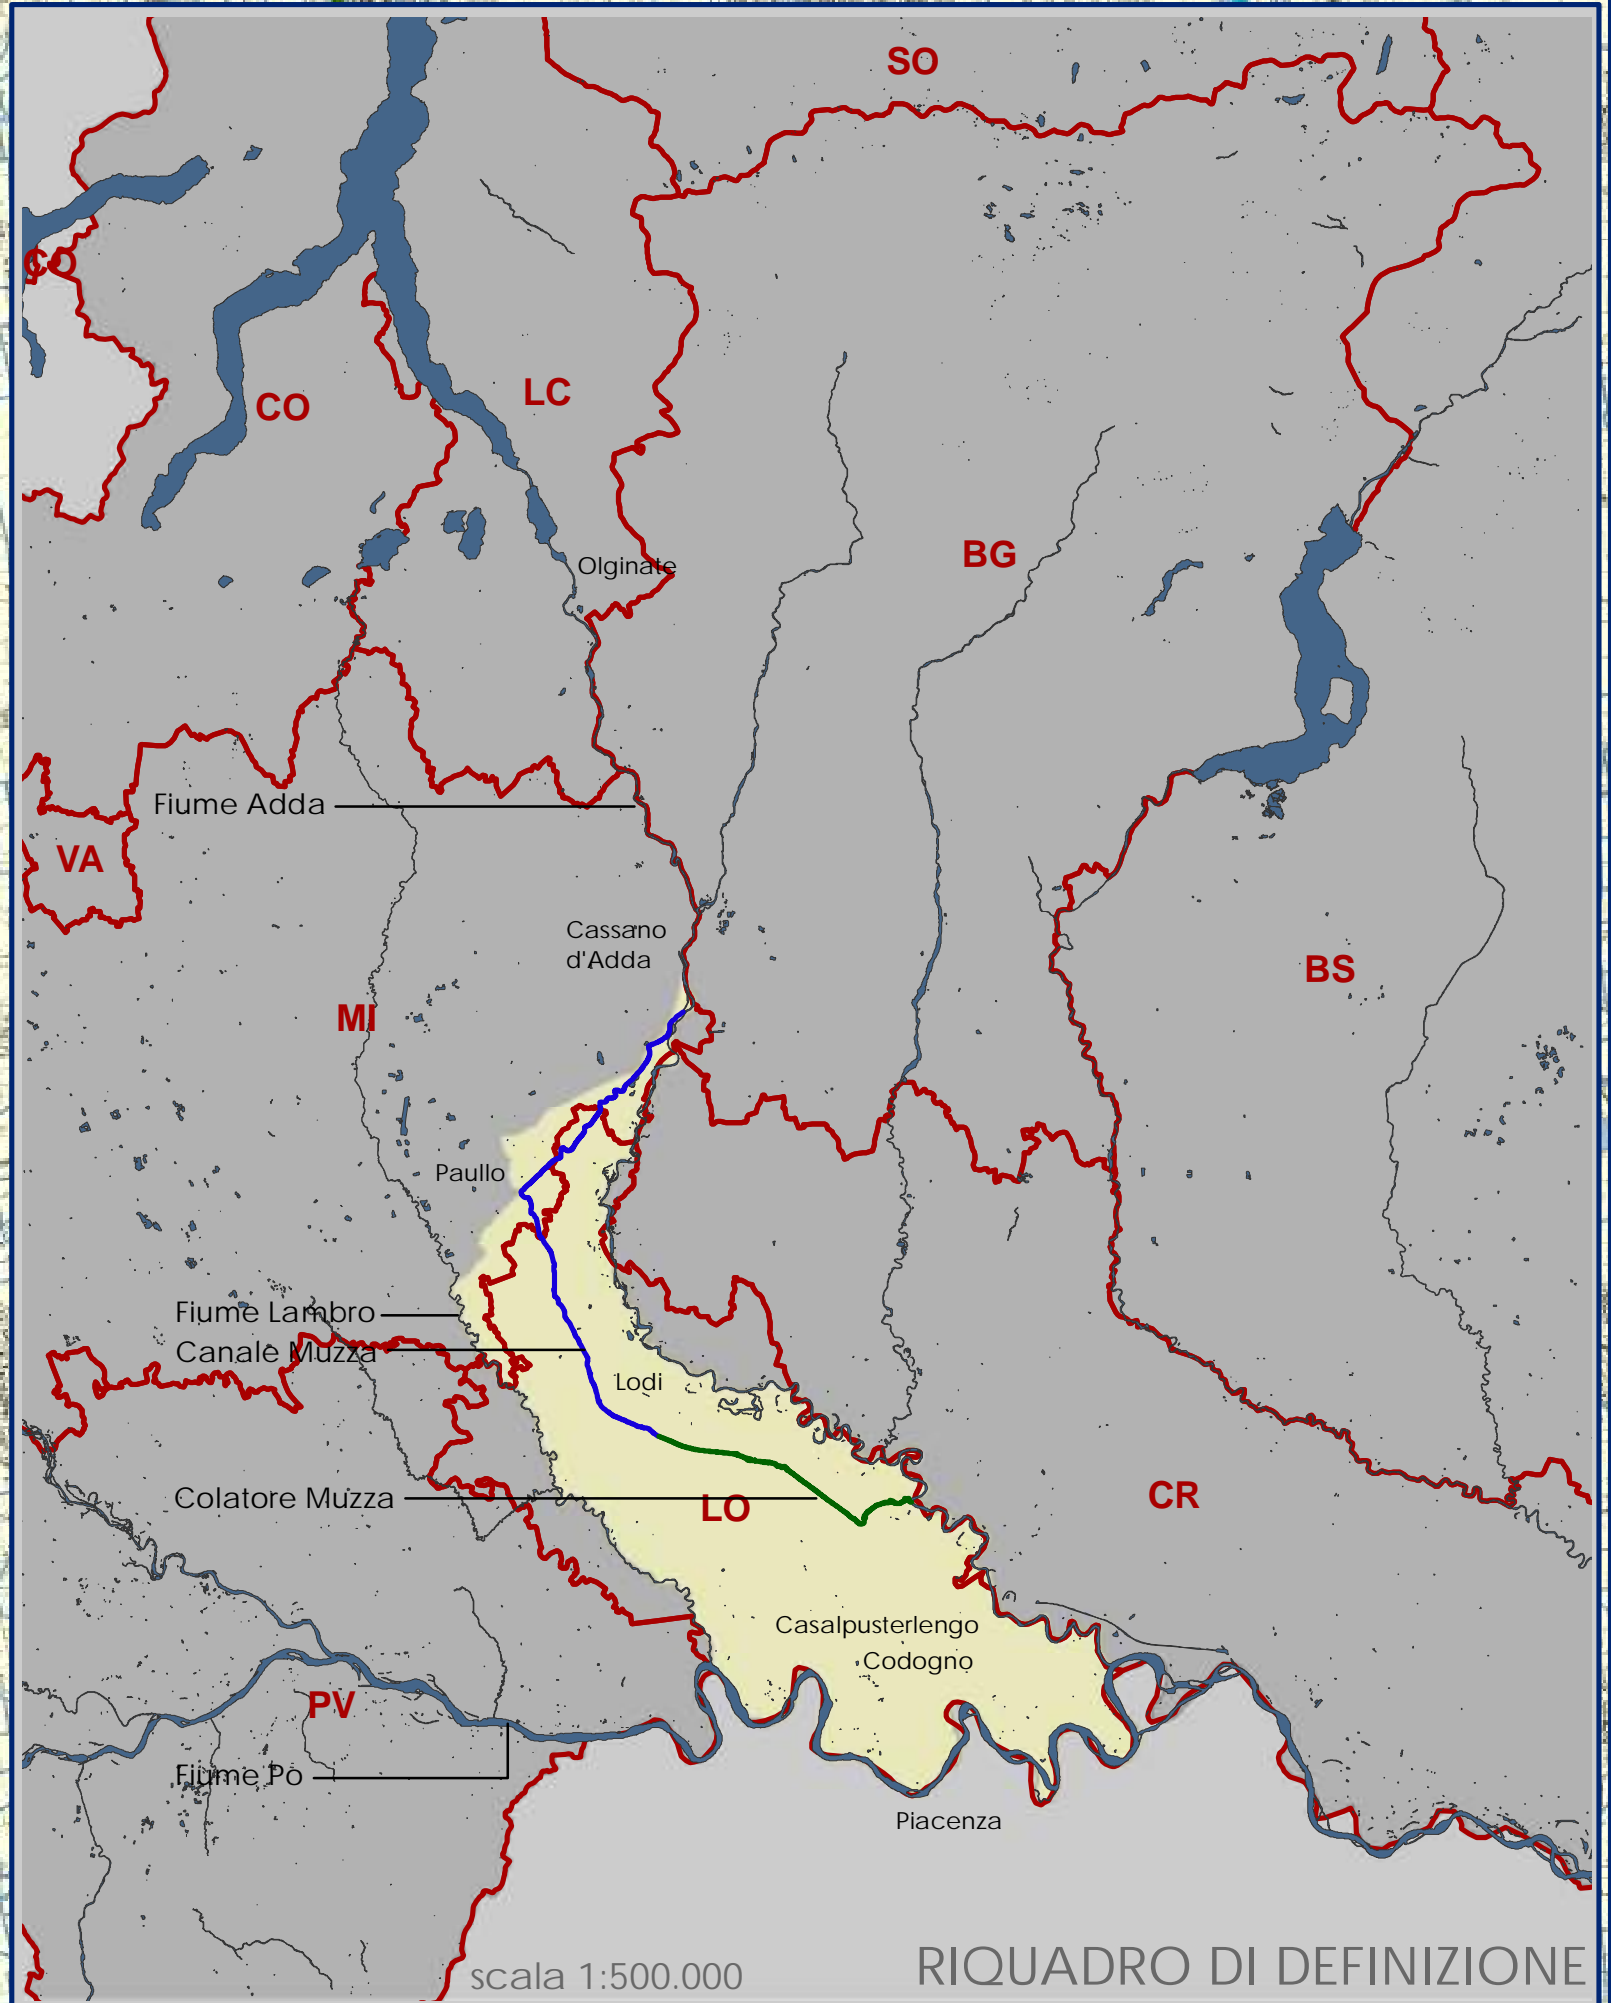 SO
CO
LC
CO
Olginate
BG
Fiume Adda
VA
Cassano
d'Adda
BS
MI
Paullo
Fiume Lambro
Canale Muzza
Lodi
Colatore Muzza
LO
CR
Casalpusterlengo
Codogno
PV
Fiume Po
Piacenza
scala 1:500.000
RIQUADRO DI DEFINIZIONE